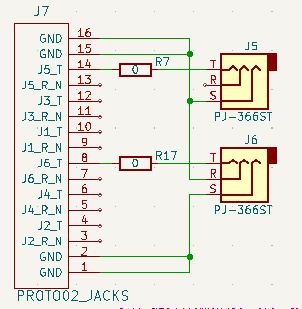 J7
GND 16
GND 15
J5_T 14
J5_R_N 13
J3_T 12
J3_R_N 11
J1_T 10
J1_R_N 9
J6_T 8
J6_R_N 7
J4_T 6
J4_R_N 5
J2_T 4
J2_R_N 3
GND 2
GND 1
PROTO02_JACKS
0 R7
0 R17
J5
T
R
S
PJ-366ST
J6
T
R
S
PJ-366ST